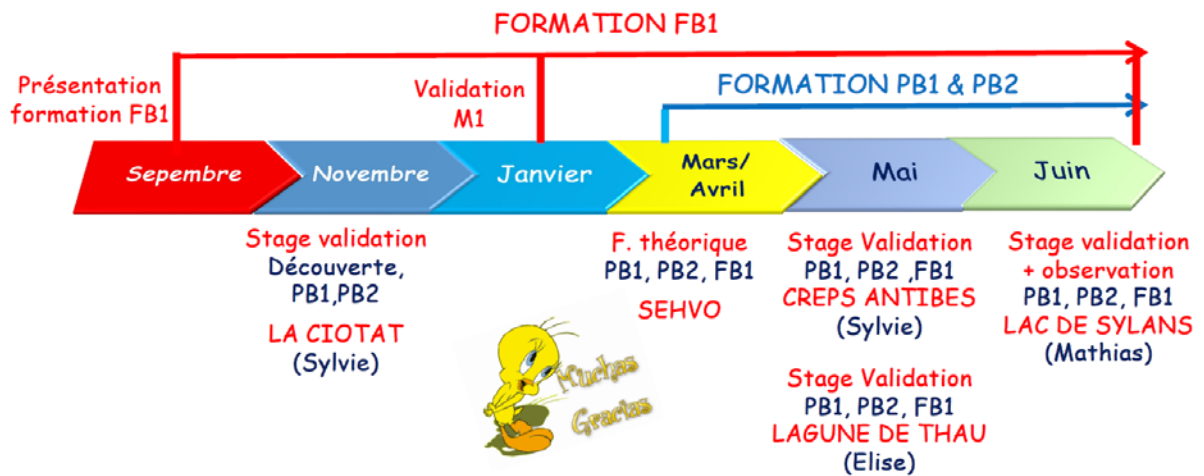 FORMATION FB1
Présentation
formation FB1
Validation
M1
FORMATION PB1 & PB2
Sepembre
Novembre
Janvier
Mars/
Avril
Mai
Juin
Stage validation
Découverte,
PB1,PB2
LA CIOTAT
(Sylvie)
F. théorique
PB1, PB2, FB1
SEHVO
Stage Validation
PB1, PB2 ,FB1
CREPS ANTIBES
(Sylvie)
Stage Validation
PB1, PB2, FB1
LAGUNE DE THAU
(Elise)
Stage validation
+ observation
PB1, PB2, FB1
LAC DE SYLANS
(Mathias)
Muchas
Gracias